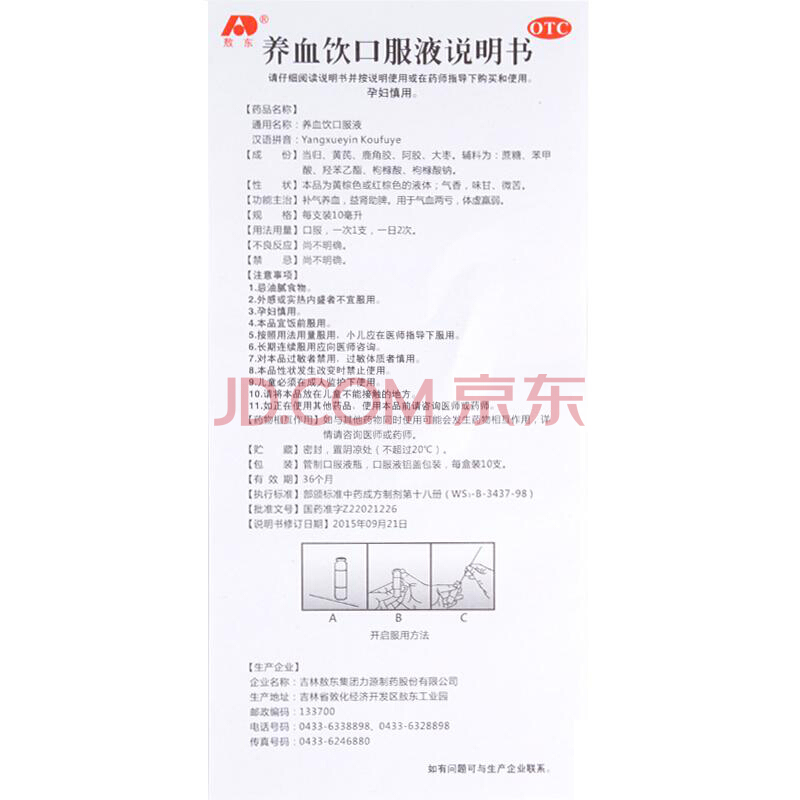 敖东®
OTC
养血饮口服液说明书
请仔细阅读说明书并按说明使用或在药师指导下购买和使用。
孕妇慎用。
【药品名称】
通用名称：养血饮口服液
汉语拼音：Yangxueyin Koufuye
【成 份】当归、黄芪、鹿角胶、阿胶、大枣。辅料为：蔗糖、苯甲
酸、羟苯乙酯、枸橼酸、枸橼酸钠。
【性 状】本品为黄棕色或红棕色的液体；气香，味甘、微苦。
【功能主治】补气养血，益肾助脾。用于气血两亏，体虚羸弱。
【规 格】每支装10毫升
【用法用量】口服，一次1支，一日2次。
【不良反应】尚不明确。
【禁 忌】尚不明确。
【注意事项】
1.忌油腻食物。
2.外感或实热内盛者不宜服用。
3.孕妇慎用。
4.本品宜饭前服用。
5.按照用法用量服用，小儿应在医师指导下服用。
6.长期连续服用应向医师咨询。
7.对本品过敏者禁用，过敏体质者慎用。
8.本品性状发生改变时禁止使用。
9.儿童必须在成人监护下使用。
10.请将本品放在儿童不能接触的地方。
11.如正在使用其他药品，使用本品前请咨询医师或药师。
JD.COM 京东
【药物相互作用】如与其他药物同时使用可能会发生药物相互作用，详
情请咨询医师或药师。
【贮 藏】密封，置阴凉处（不超过20℃）。
【包 装】管制口服液瓶，口服液铝盖包装，每盒装10支。
【有 效 期】36个月
【执行标准】部颁标准中药成方制剂第十八册（WS₃-B-3437-98）
【批准文号】国药准字Z22021226
【说明书修订日期】2015年09月21日
A B C
开启服用方法
【生产企业】
企业名称：吉林敖东集团力源制药股份有限公司
生产地址：吉林省敦化经济开发区敖东工业园
邮政编码：133700
电话号码：0433-6338898、0433-6328898
传真号码：0433-6246880
如有问题可与生产企业联系。